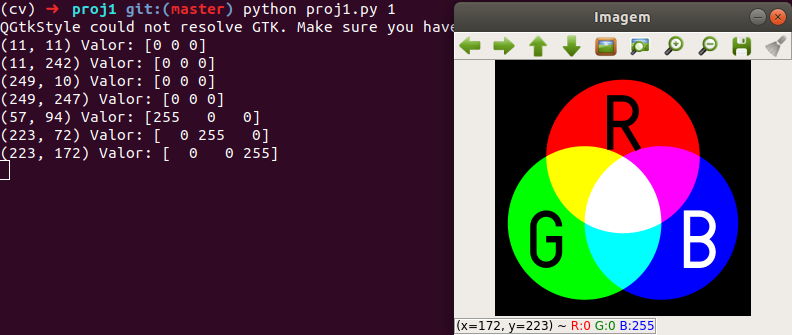 (cv) ➜ proj1 git:(master) python proj1.py 1
QGtkStyle could not resolve GTK. Make sure you have
(11, 11) Valor: [0 0 0]
(11, 242) Valor: [0 0 0]
(249, 10) Valor: [0 0 0]
(249, 247) Valor: [0 0 0]
(57, 94) Valor: [255   0   0]
(223, 72) Valor: [  0 255   0]
(223, 172) Valor: [  0   0 255]
Imagem
R
G B
(x=172, y=223) ~ R:0 G:0 B:255